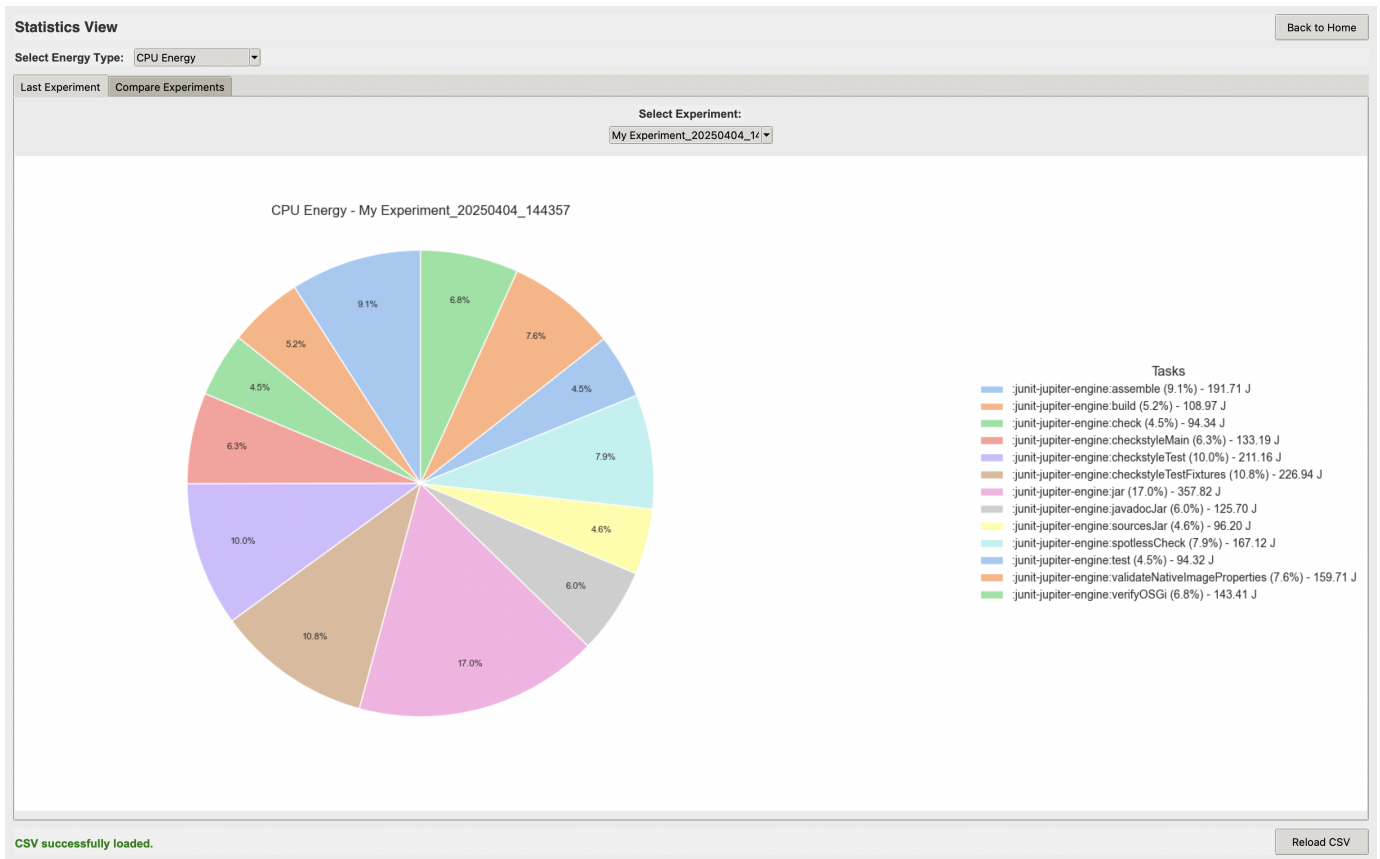 Statistics View
Back to Home
Select Energy Type:
CPU Energy
Last Experiment
Compare Experiments
Select Experiment:
My Experiment_20250404_14
CPU Energy - My Experiment_20250404_144357
9.1%
6.8%
5.2%
7.6%
4.5%
4.5%
6.3%
7.9%
10.0%
4.6%
6.0%
10.8%
17.0%
Tasks
:junit-jupiter-engine:assemble (9.1%) - 191.71 J
:junit-jupiter-engine:build (5.2%) - 108.97 J
:junit-jupiter-engine:check (4.5%) - 94.34 J
:junit-jupiter-engine:checkstyleMain (6.3%) - 133.19 J
:junit-jupiter-engine:checkstyleTest (10.0%) - 211.16 J
:junit-jupiter-engine:checkstyleTestFixtures (10.8%) - 226.94 J
:junit-jupiter-engine:jar (17.0%) - 357.82 J
:junit-jupiter-engine:javadocJar (6.0%) - 125.70 J
:junit-jupiter-engine:sourcesJar (4.6%) - 96.20 J
:junit-jupiter-engine:spotlessCheck (7.9%) - 167.12 J
:junit-jupiter-engine:test (4.5%) - 94.32 J
:junit-jupiter-engine:validateNativeImageProperties (7.6%) - 159.71 J
:junit-jupiter-engine:verifyOSGi (6.8%) - 143.41 J
CSV successfully loaded.
Reload CSV